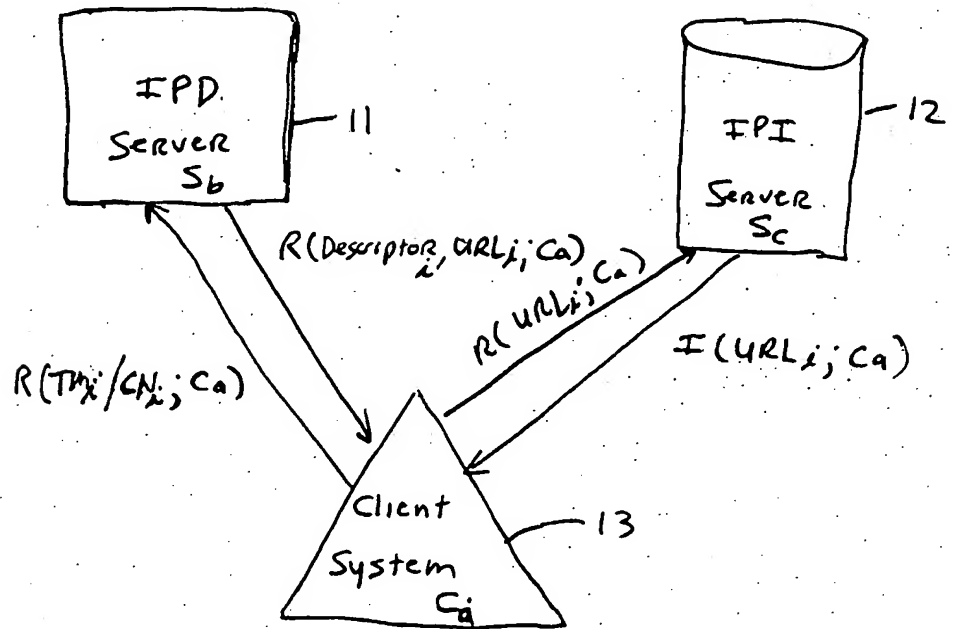 IPD.
Server
Sb
11
IPI
Server
Sc
12
R(Descriptor i, URLi; Ca)
R(URLi; Ca)
I(URLi; Ca)
R(TMi/CNi; Ca)
Client
System
Ca
13